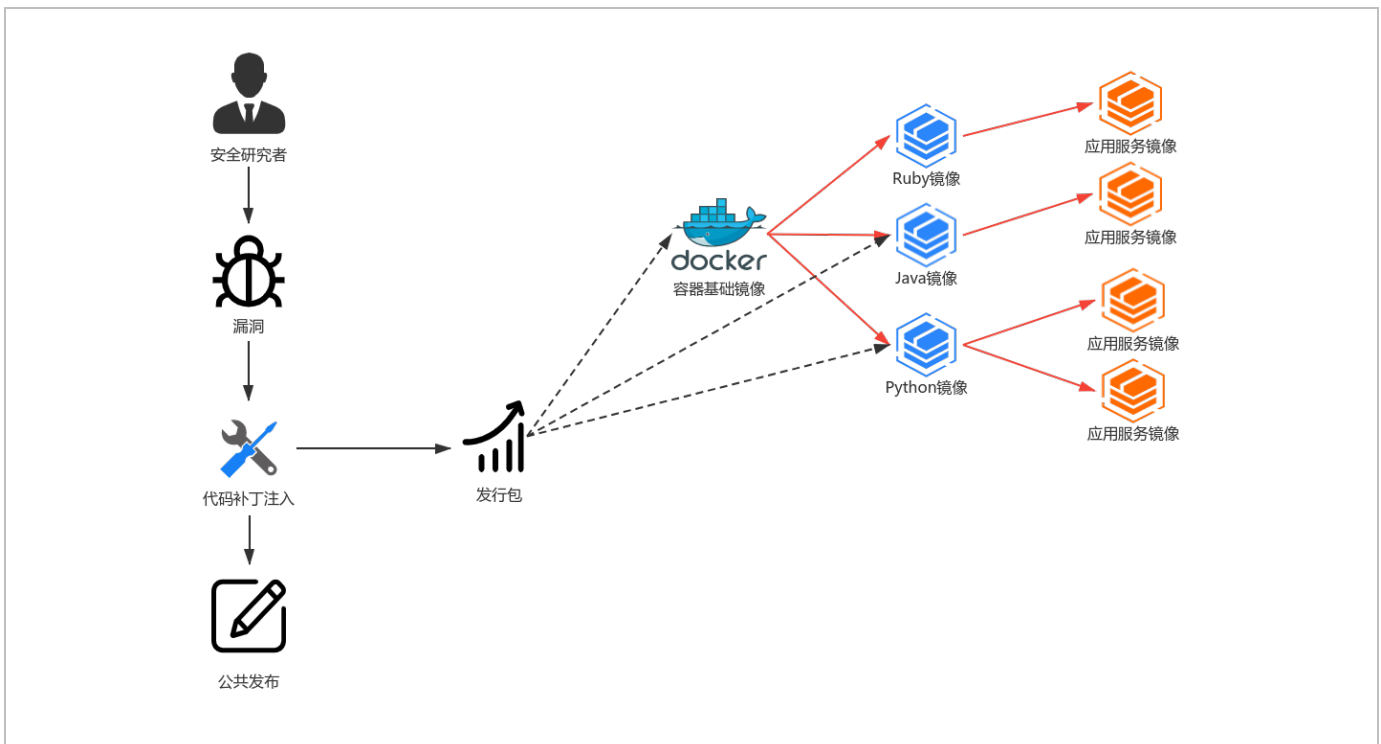 安全研究者
漏洞
代码补丁注入
公共发布
发行包
docker
容器基础镜像
Ruby镜像
Java镜像
Python镜像
应用服务镜像
应用服务镜像
应用服务镜像
应用服务镜像